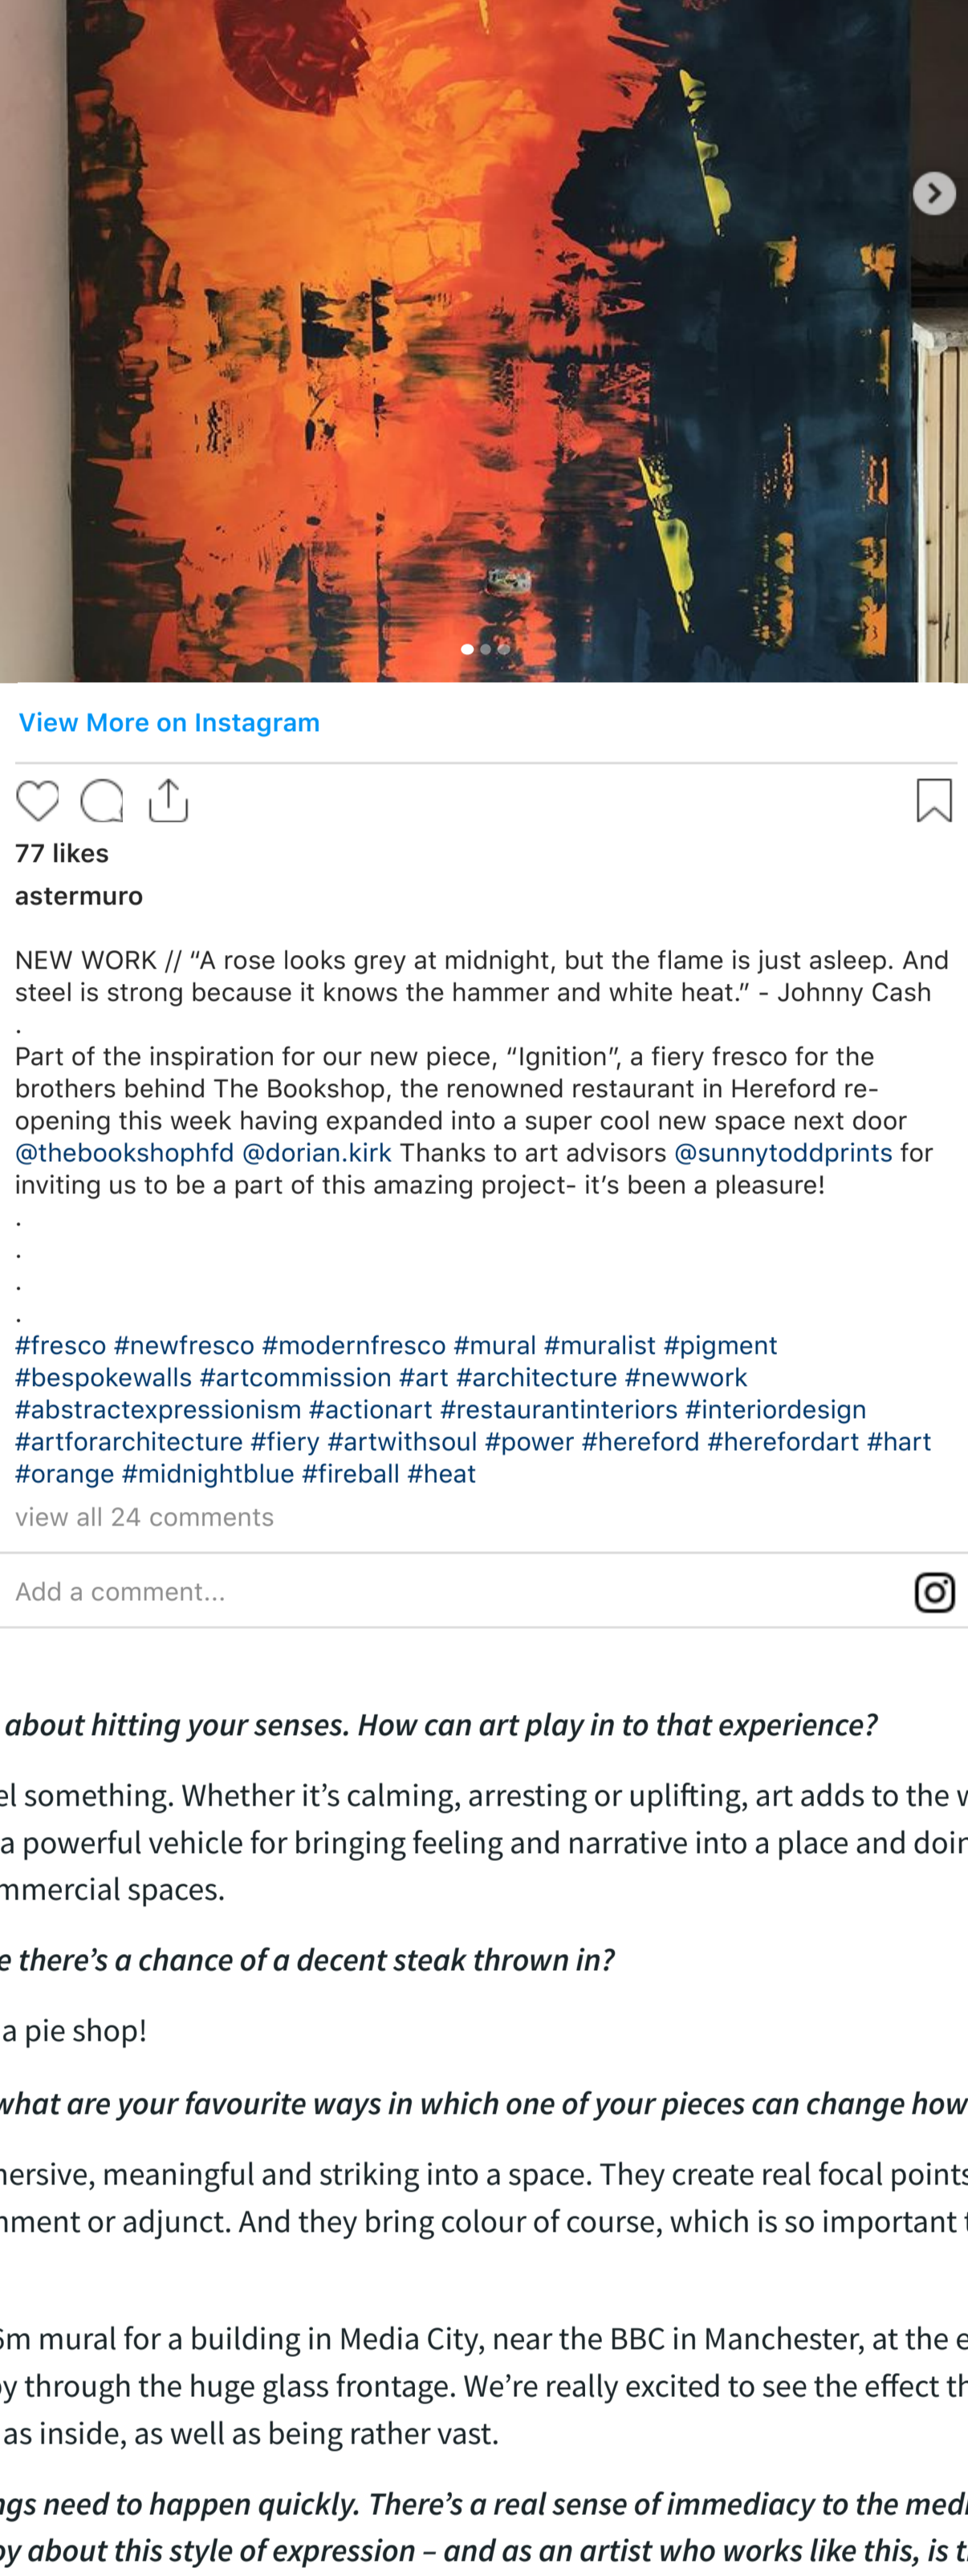 View More on Instagram
77 likes
astermuro
NEW WORK // “A rose looks grey at midnight, but the flame is just asleep. And
steel is strong because it knows the hammer and white heat.” - Johnny Cash
.
Part of the inspiration for our new piece, “Ignition”, a fiery fresco for the
brothers behind The Bookshop, the renowned restaurant in Hereford re-
opening this week having expanded into a super cool new space next door
@thebookshophfd @dorian.kirk Thanks to art advisors @sunnytoddprints for
inviting us to be a part of this amazing project- it’s been a pleasure!
.
.
.
.
#fresco #newfresco #modernfresco #mural #muralist #pigment
#bespokewalls #artcommission #art #architecture #newwork
#abstractexpressionism #actionart #restaurantinteriors #interiordesign
#artforarchitecture #fiery #artwithsoul #power #hereford #herefordart #hart
#orange #midnightblue #fireball #heat
view all 24 comments
Add a comment...
about hitting your senses. How can art play in to that experience?
something. Whether it’s calming, arresting or uplifting, art adds to the
a powerful vehicle for bringing feeling and narrative into a place and
spaces.
there’s a chance of a decent steak thrown in?
a pie shop!
what are your favourite ways in which one of your pieces can change how
meaningful and striking into a space. They create real focal points
or adjunct. And they bring colour of course, which is so important
mural for a building in Media City, near the BBC in Manchester, at the
through the huge glass frontage. We’re really excited to see the effect
as inside, as well as being rather vast.
need to happen quickly. There’s a real sense of immediacy to the
about this style of expression – and as an artist who works like this, is